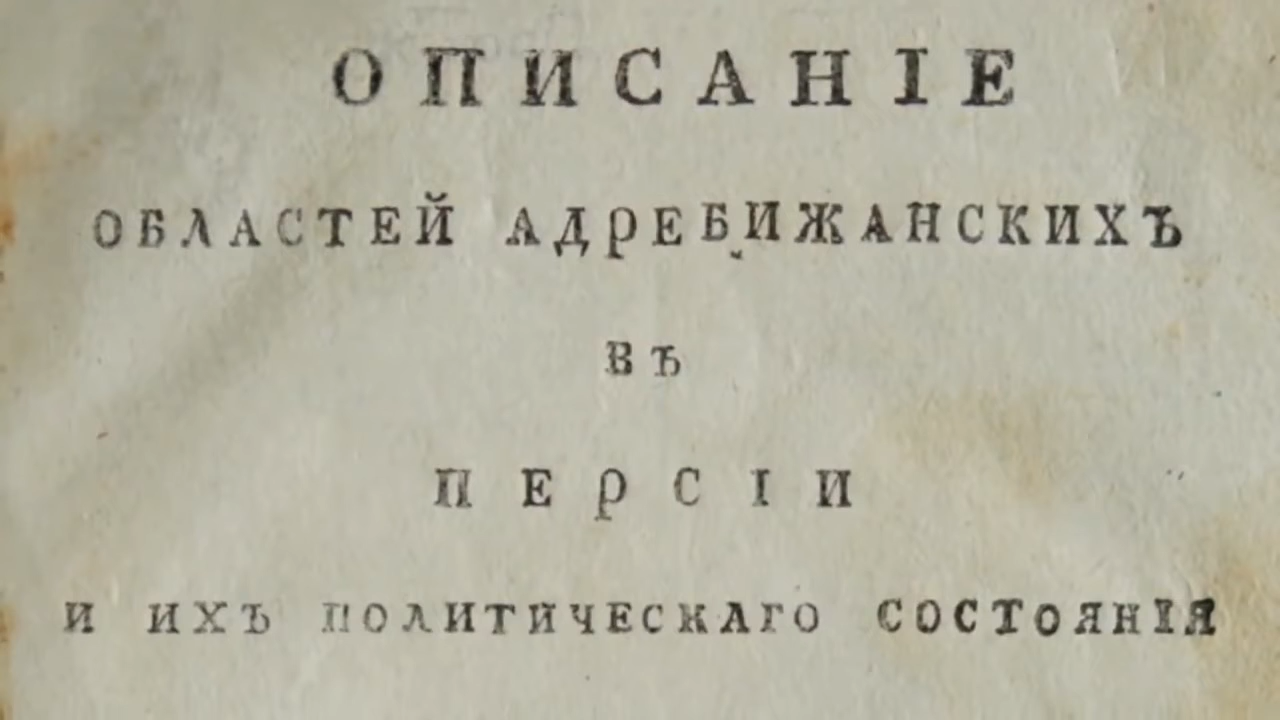 ОПИСАНІЕ
ОБЛАСТЕЙ АДРЕБИЖАНСКИХЪ
ВЪ
ПЕРСІИ
И ИХЪ ПОЛИТИЧЕСКАГО СОСТОЯНІЯ